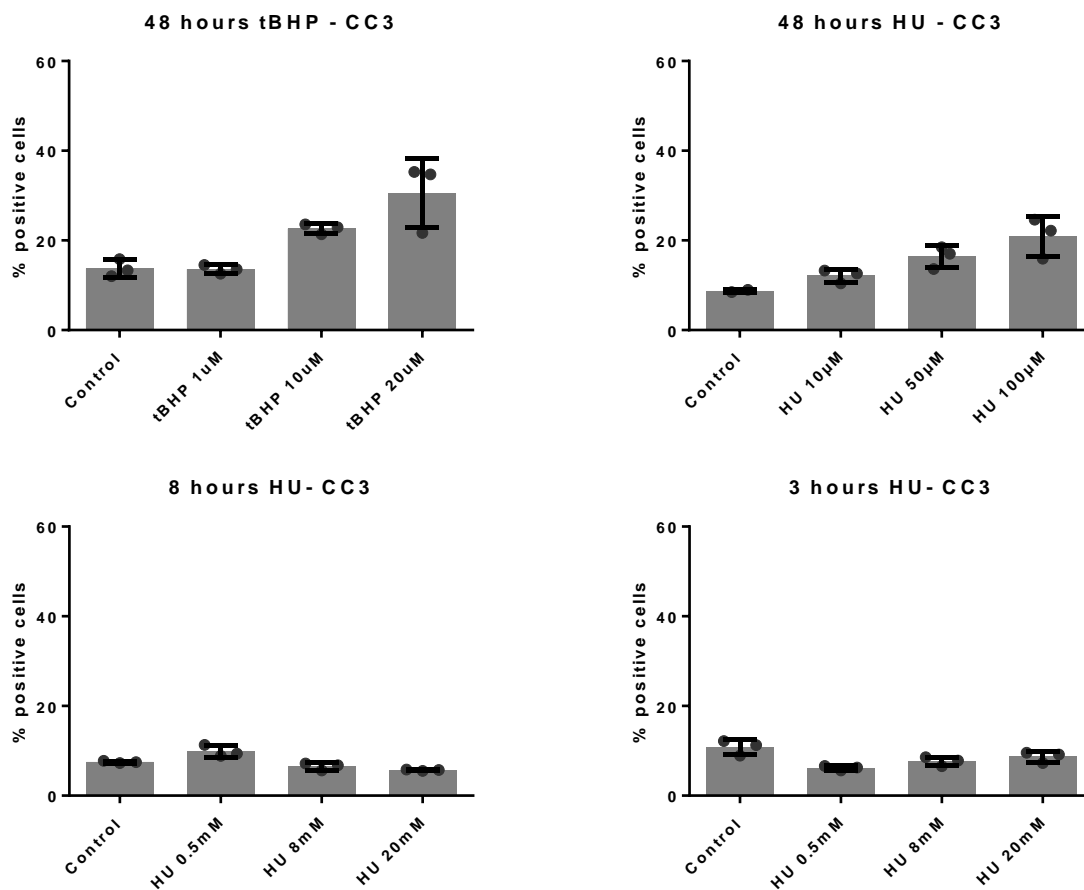 48 hours tBHP - CC3
% positive cells
60
40
20
0
Control
tBHP 1uM
tBHP 10uM
tBHP 20uM
48 hours HU - CC3
% positive cells
60
40
20
0
Control
HU 10µM
HU 50µM
HU 100µM
8 hours HU- CC3
% positive cells
60
40
20
0
Control
HU 0.5mM
HU 8mM
HU 20mM
3 hours HU- CC3
% positive cells
60
40
20
0
Control
HU 0.5mM
HU 8mM
HU 20mM